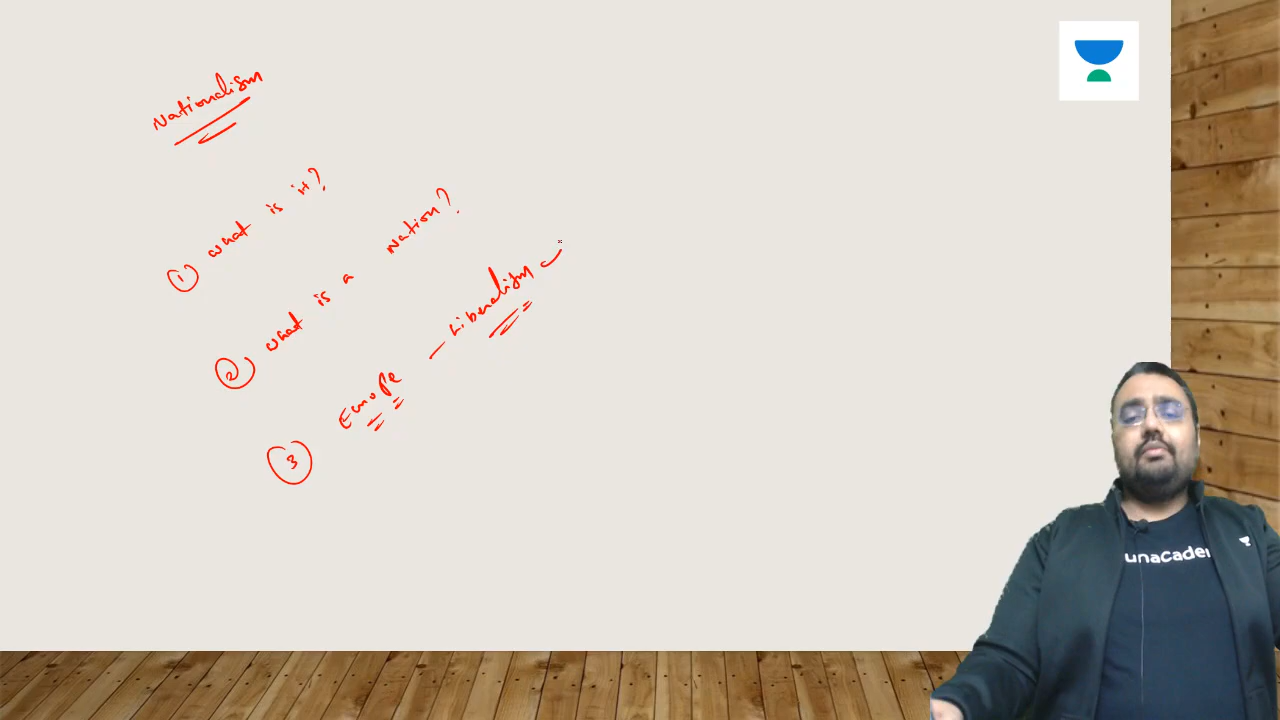 Nationalism
① what is it?
② what is a Nation?
③ Europe - Liberalism
unacade